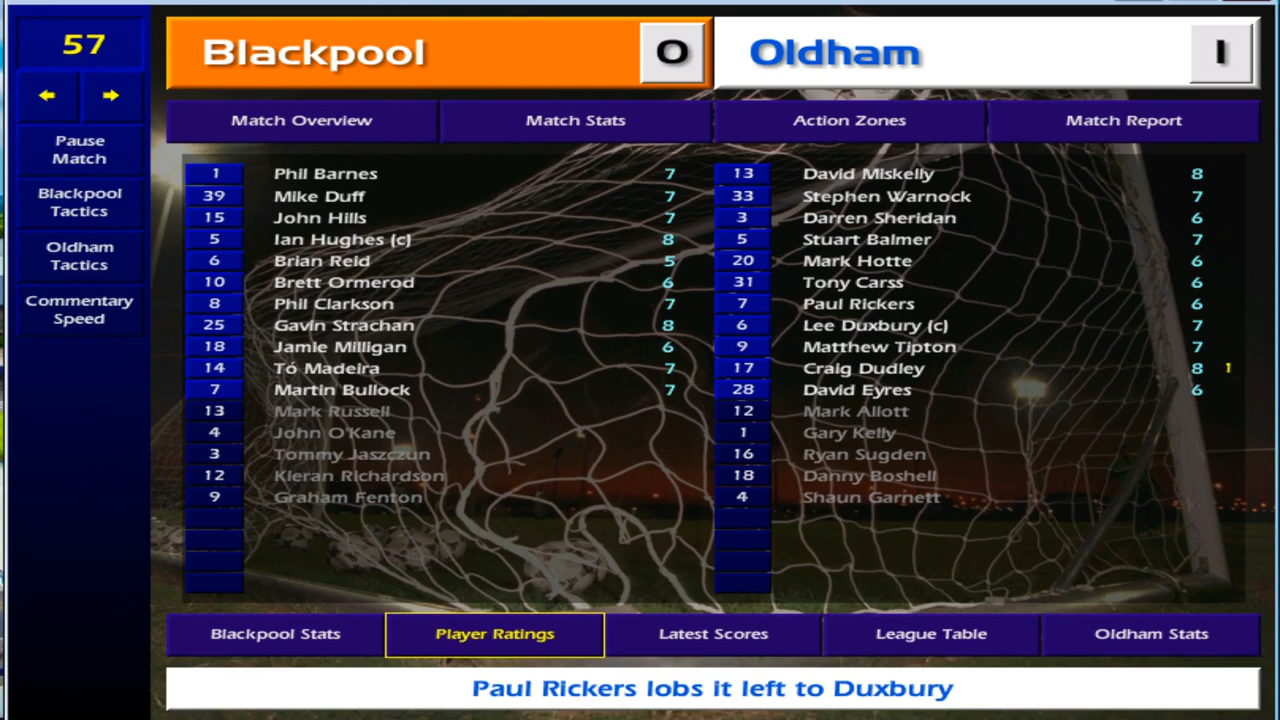 57
Blackpool 0 Oldham 1
Match Overview Match Stats Action Zones Match Report
Pause Match
Blackpool Tactics
Oldham Tactics
Commentary Speed
1 Phil Barnes 7 13 David Miskelly 8
39 Mike Duff 7 33 Stephen Warnock 7
15 John Hills 7 3 Darren Sheridan 6
5 Ian Hughes (c) 8 5 Stuart Balmer 7
6 Brian Reid 5 20 Mark Hotte 6
10 Brett Ormerod 6 31 Tony Carss 6
8 Phil Clarkson 7 7 Paul Rickers 6
25 Gavin Strachan 8 6 Lee Duxbury (c) 7
18 Jamie Milligan 6 9 Matthew Tipton 7
14 Tó Madeira 7 17 Craig Dudley 8 1
7 Martin Bullock 7 28 David Eyres 6
13 Mark Russell 12 Mark Allott
4 John O'Kane 1 Gary Kelly
3 Tommy Jaszczun 16 Ryan Sugden
12 Kieran Richardson 18 Danny Boshell
9 Graham Fenton 4 Shaun Garnett
Blackpool Stats Player Ratings Latest Scores League Table Oldham Stats
Paul Rickers lobs it left to Duxbury